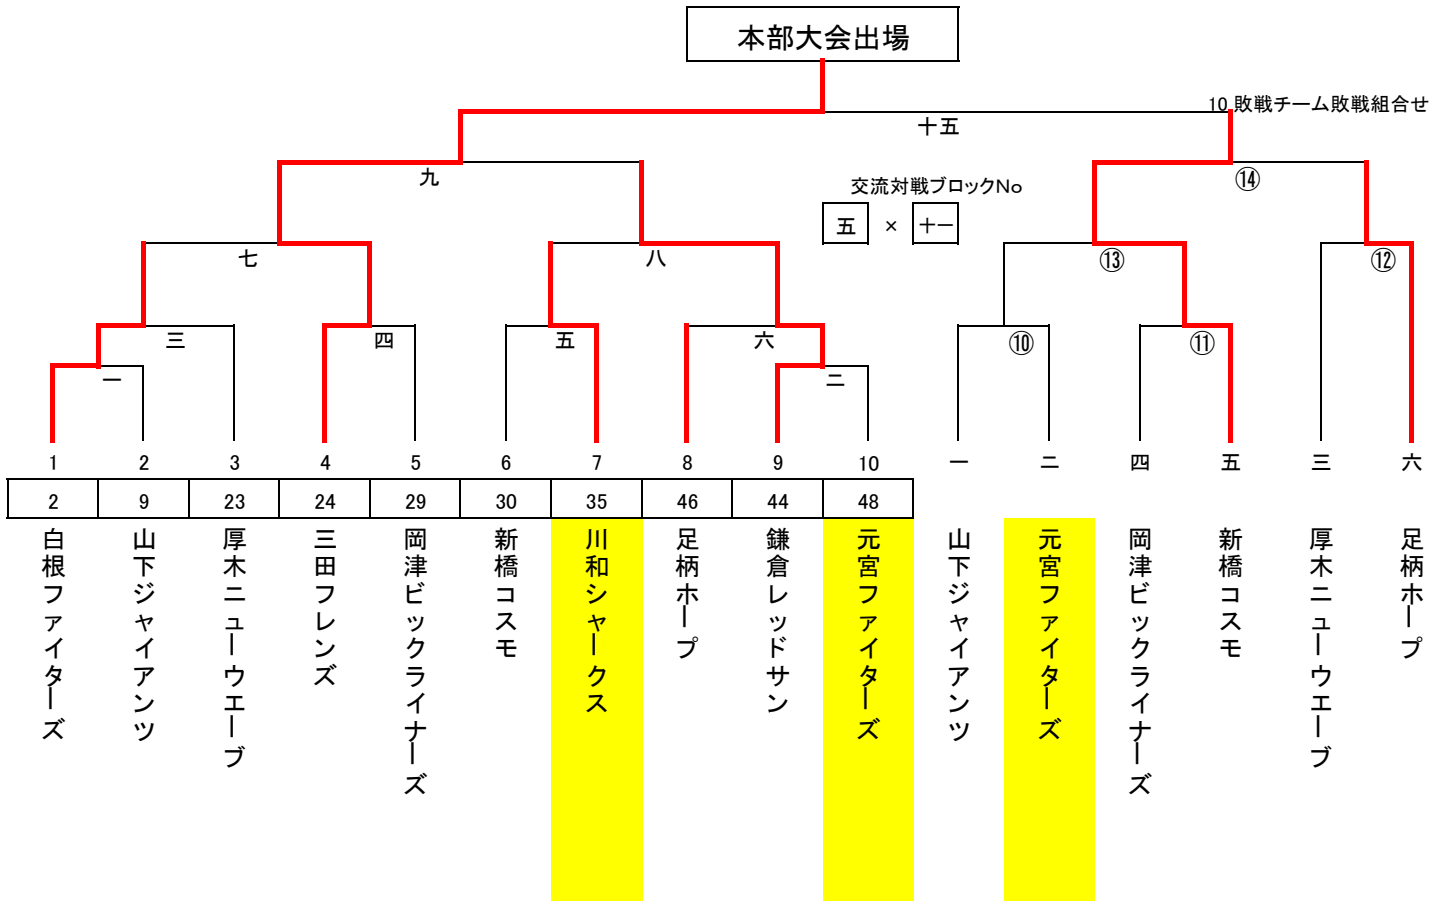 本部大会出場
10 敗戦チーム敗戦組合せ
十五
九
⑭
交流対戦ブロックNo
五 × 十一
七
八
⑬
⑫
三
四
五
六
⑩
⑪
一
二
1 2 3 4 5 6 7 8 9 10 一 二 四 五 三 六
2 9 23 24 29 30 35 46 44 48
白根ファイターズ
山下ジャイアンツ
厚木ニューウエーブ
三田フレンズ
岡津ビックライナーズ
新橋コスモ
川和シャークス
足柄ホープ
鎌倉レッドサン
元宮ファイターズ
山下ジャイアンツ
元宮ファイターズ
岡津ビックライナーズ
新橋コスモ
厚木ニューウエーブ
足柄ホープ